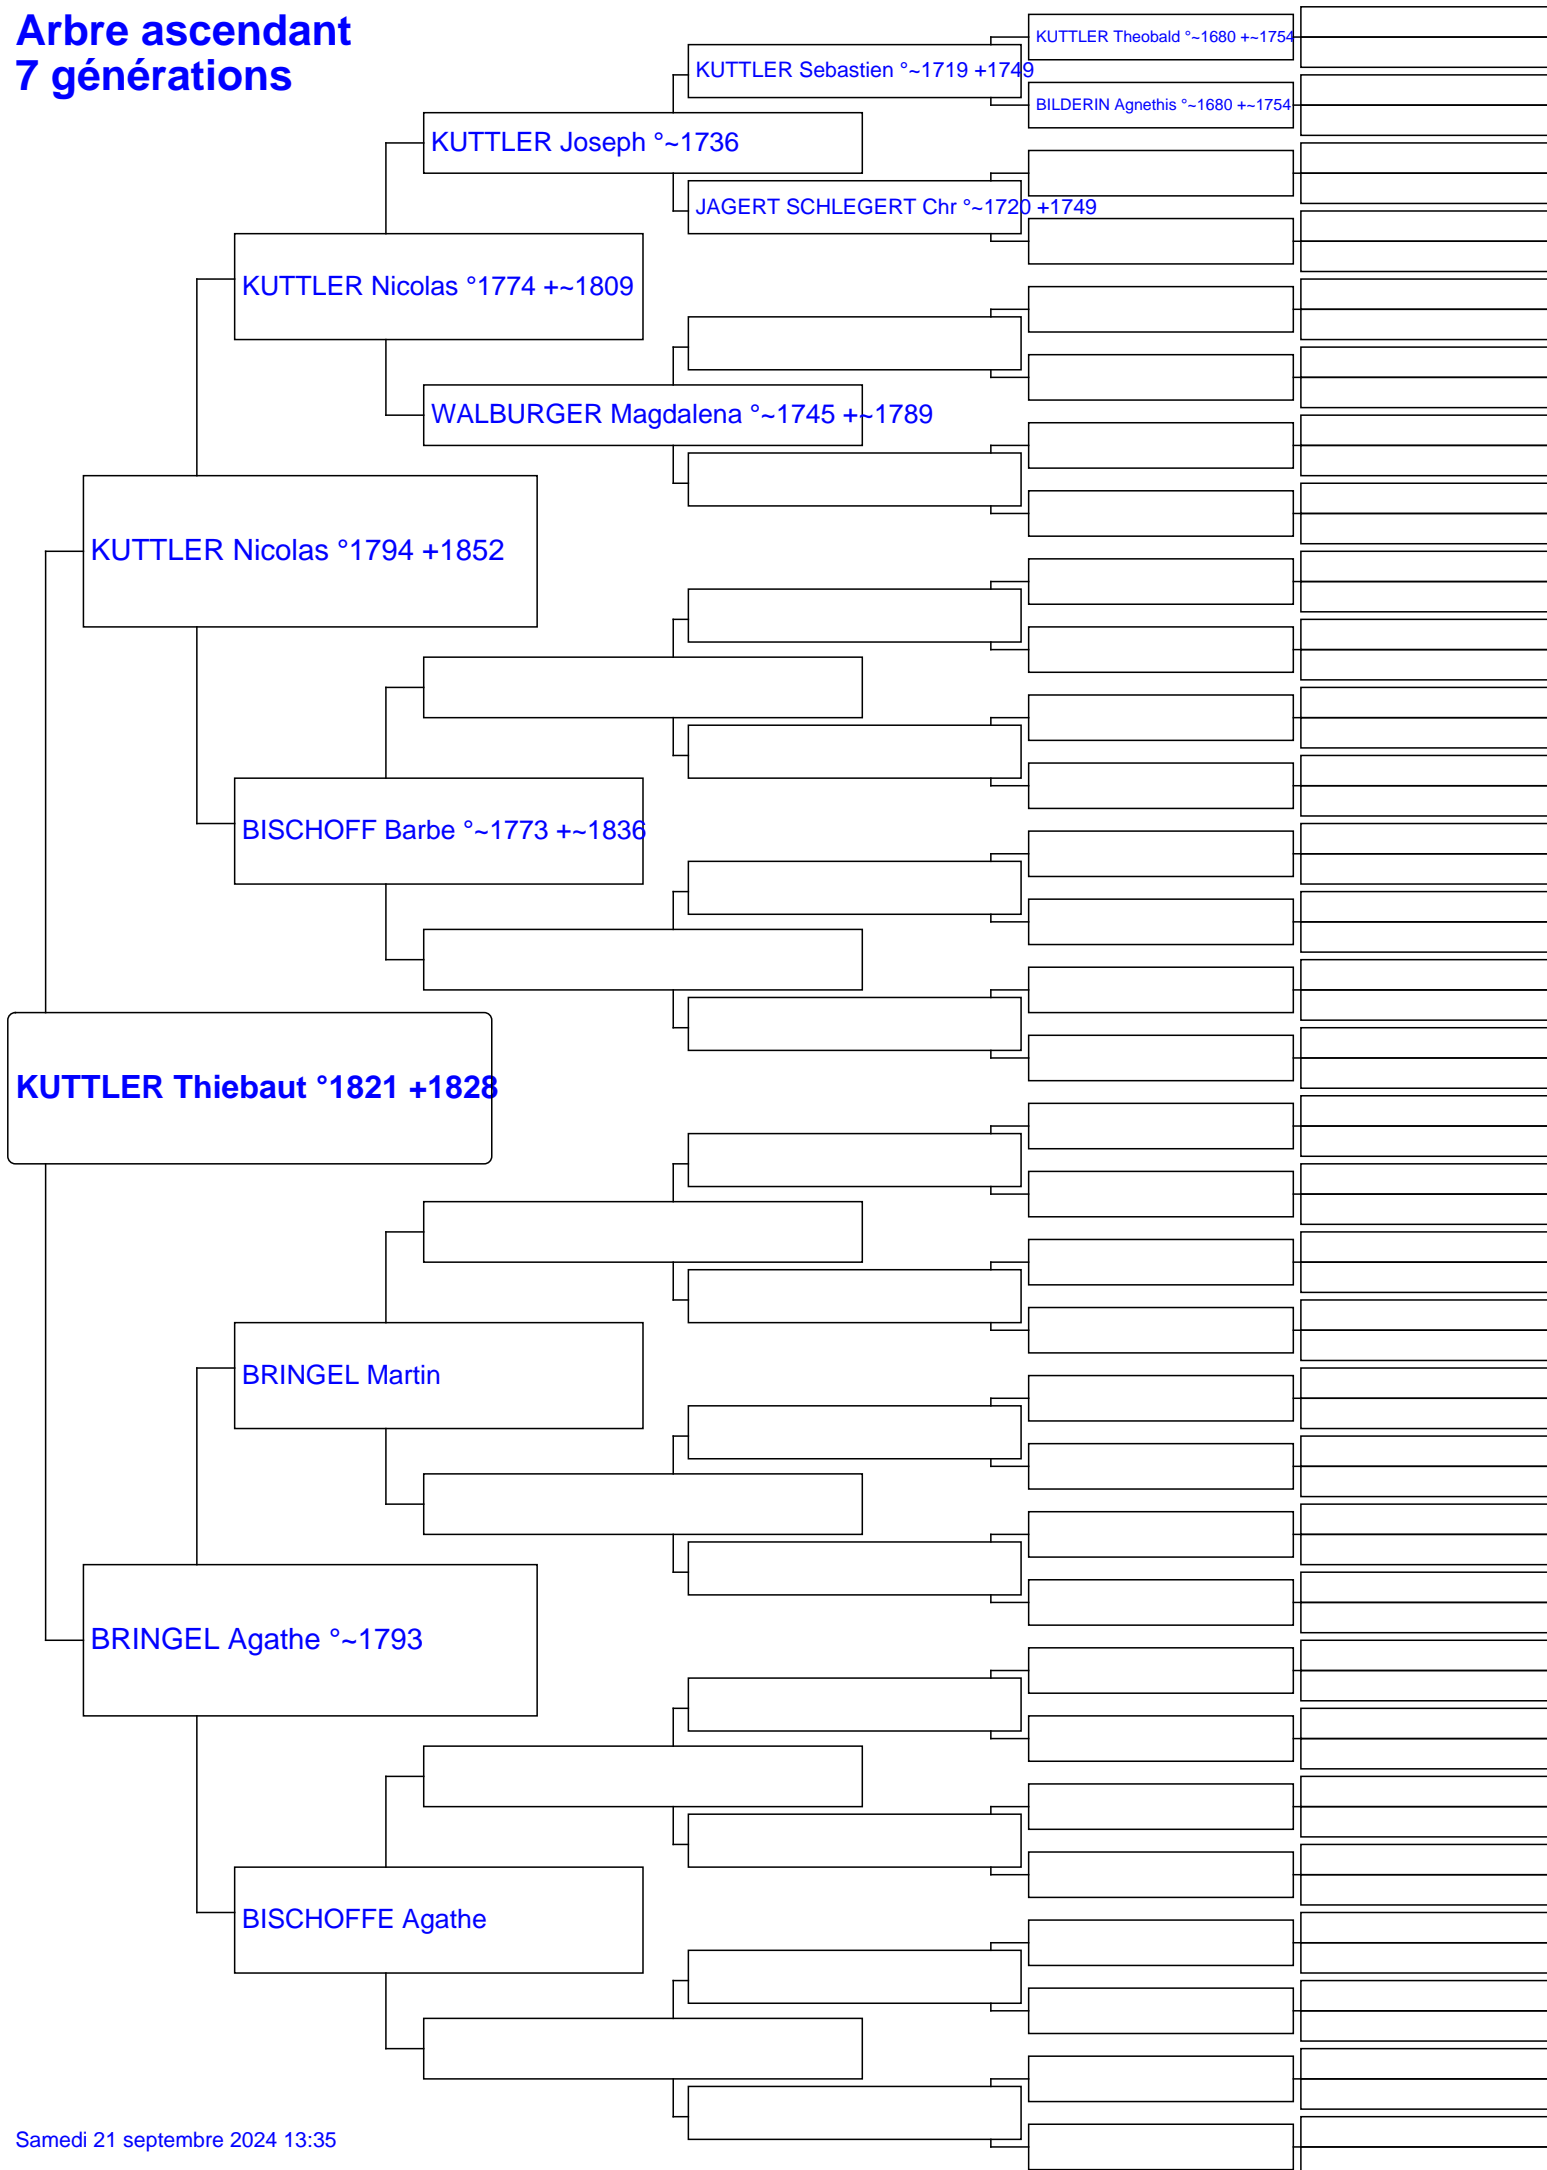 Arbre ascendant
7 générations
KUTTLER Theobald °~1680 +~1754
KUTTLER Sebastien °~1719 +1749
BILDERIN Agnethis °~1680 +~1754
KUTTLER Joseph °~1736
JAGERT SCHLEGERT Chr °~1720 +1749
KUTTLER Nicolas °1774 +~1809
WALBURGER Magdalena °~1745 +~1789
KUTTLER Nicolas °1794 +1852
BISCHOFF Barbe °~1773 +~1836
KUTTLER Thiebaut °1821 +1828
BRINGEL Martin
BRINGEL Agathe °~1793
BISCHOFFE Agathe
Samedi 21 septembre 2024 13:35